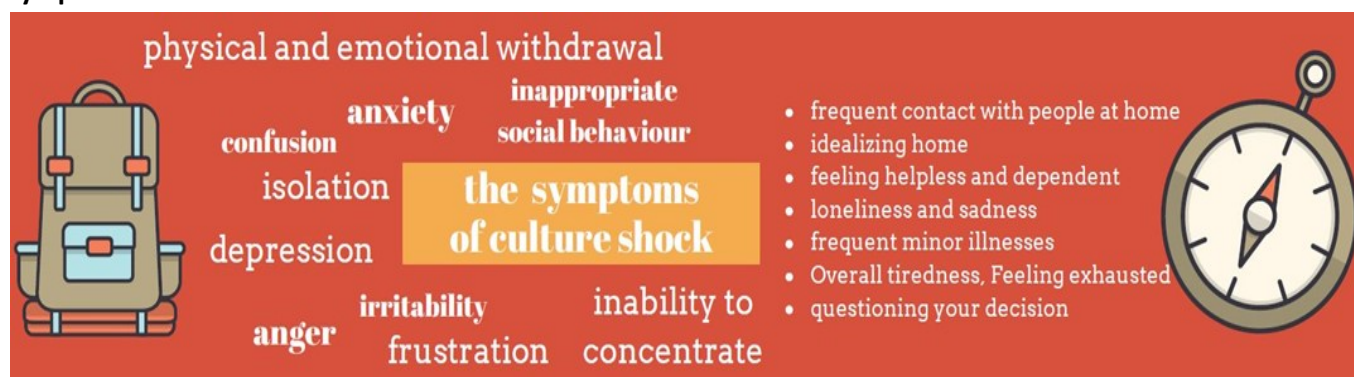 physical and emotional withdrawal
anxiety
inappropriate
social behaviour
confusion
isolation
the symptoms
of culture shock
depression
irritability
anger
frustration
inability to
concentrate
• frequent contact with people at home
• idealizing home
• feeling helpless and dependent
• loneliness and sadness
• frequent minor illnesses
• Overall tiredness, Feeling exhausted
• questioning your decision